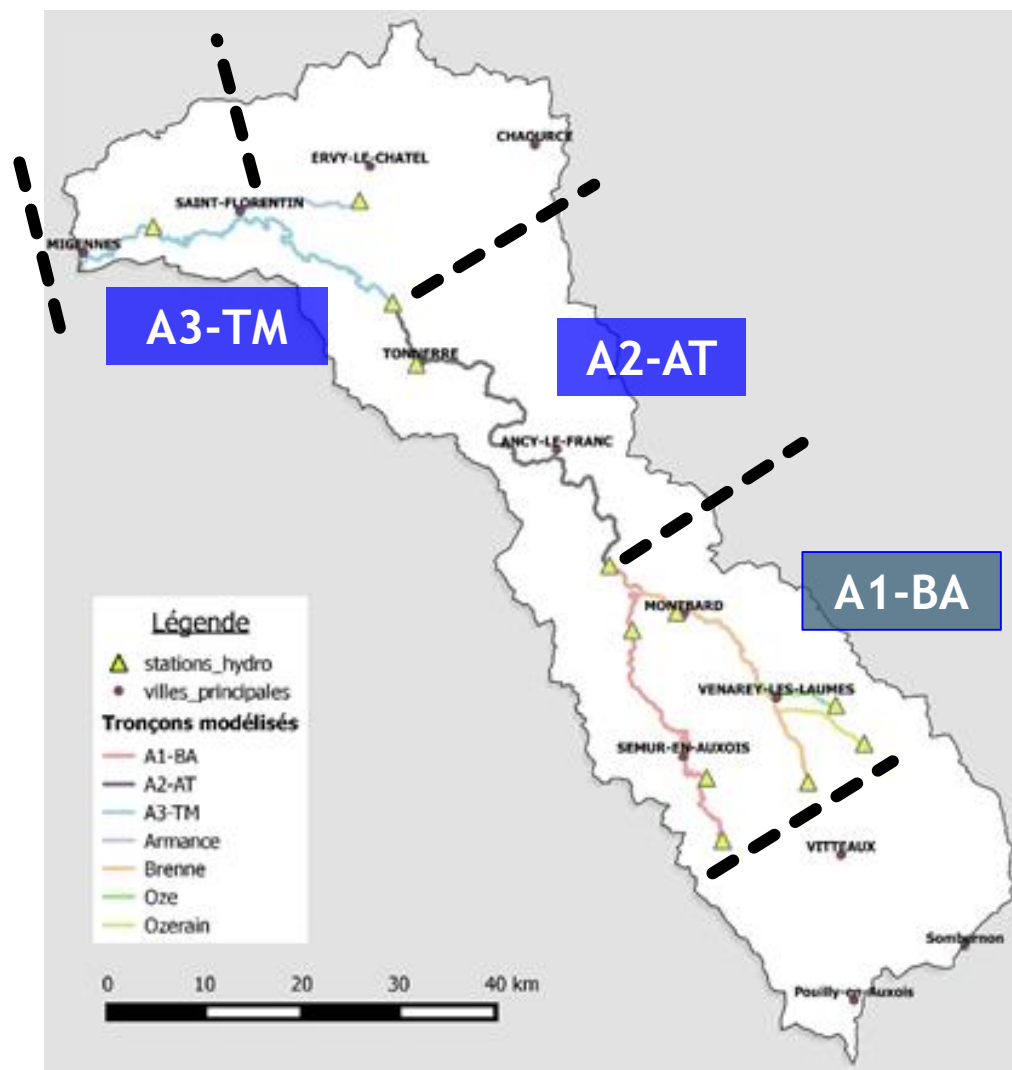 CHAOURCE
ERVY-LE-CHATEL
SAINT-FLORENTIN
MIGENNES
A3-TM
TONNERRE
A2-AT
ANCY-LE-FRANC
A1-BA
MONTBARD
VENAREY-LES-LAUMES
SEMUR-EN-AUXOIS
VITTEAUX
Sombernon
Pouilly-en-Auxois
Légende
stations_hydro
villes_principales
Tronçons modélisés
A1-BA
A2-AT
A3-TM
Armance
Brenne
Oze
Ozerain
0 10 20 30 40 km